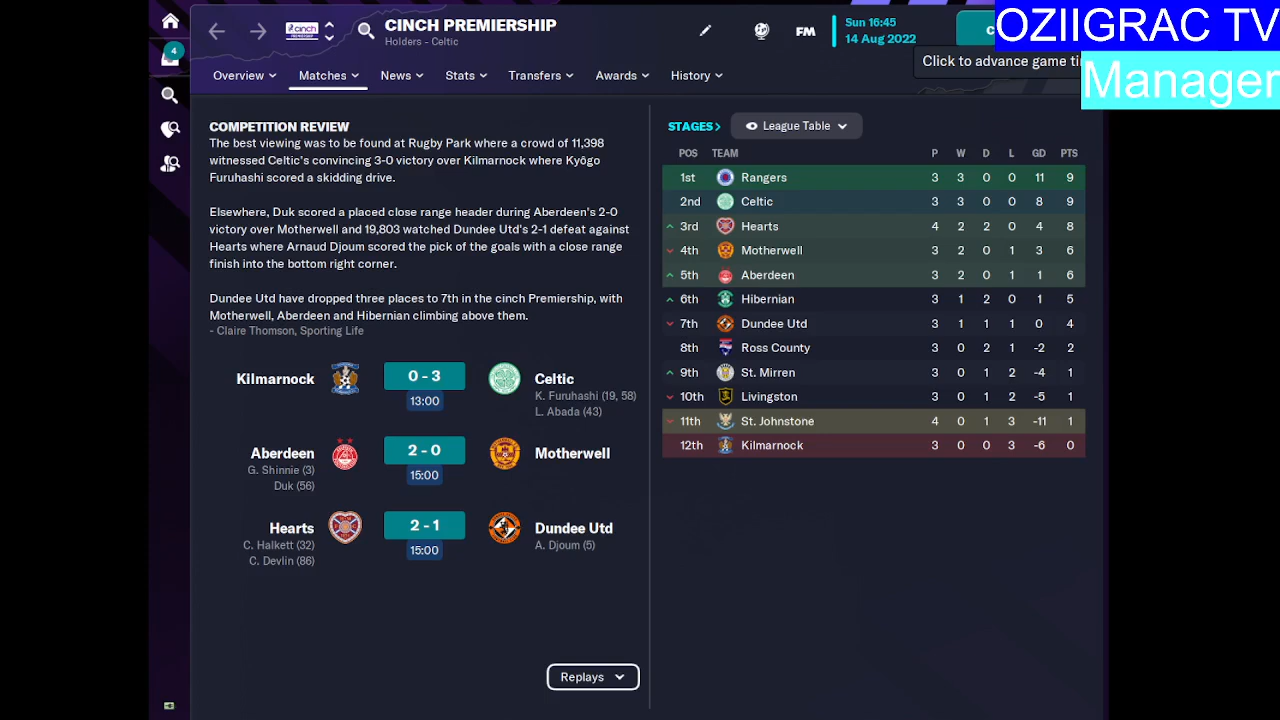 CINCH PREMIERSHIP
Holders - Celtic
cinch
PREMIERSHIP
FM
Sun 16:45
14 Aug 2022
C
OZIIGRAC TV
Click to advance game ti
Manager
4
Overview
Matches
News
Stats
Transfers
Awards
History
COMPETITION REVIEW
The best viewing was to be found at Rugby Park where a crowd of 11,398
witnessed Celtic's convincing 3-0 victory over Kilmarnock where Kyōgo
Furuhashi scored a skidding drive.
Elsewhere, Duk scored a placed close range header during Aberdeen's 2-0
victory over Motherwell and 19,803 watched Dundee Utd's 2-1 defeat against
Hearts where Arnaud Djoum scored the pick of the goals with a close range
finish into the bottom right corner.
Dundee Utd have dropped three places to 7th in the cinch Premiership, with
Motherwell, Aberdeen and Hibernian climbing above them.
- Claire Thomson, Sporting Life
Kilmarnock 0 - 3 Celtic
13:00 K. Furuhashi (19, 58)
L. Abada (43)
Aberdeen 2 - 0 Motherwell
G. Shinnie (3) 15:00
Duk (56)
Hearts 2 - 1 Dundee Utd
C. Halkett (32) 15:00 A. Djoum (5)
C. Devlin (86)
Replays
STAGES> League Table
POS TEAM P W D L GD PTS
1st Rangers 3 3 0 0 11 9
2nd Celtic 3 3 0 0 8 9
3rd Hearts 4 2 2 0 4 8
4th Motherwell 3 2 0 1 3 6
5th Aberdeen 3 2 0 1 1 6
6th Hibernian 3 1 2 0 1 5
7th Dundee Utd 3 1 1 1 0 4
8th Ross County 3 0 2 1 -2 2
9th St. Mirren 3 0 1 2 -4 1
10th Livingston 3 0 1 2 -5 1
11th St. Johnstone 4 0 1 3 -11 1
12th Kilmarnock 3 0 0 3 -6 0